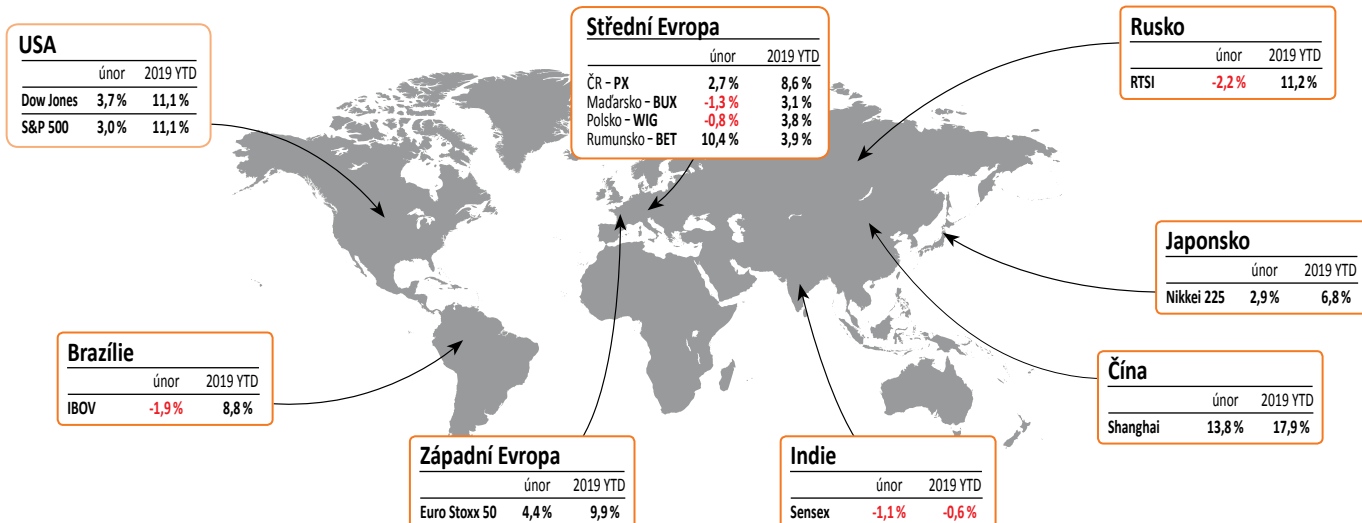 USA
únor 2019 YTD
Dow Jones 3,7 % 11,1 %
S&P 500 3,0 % 11,1 %
Střední Evropa
únor 2019 YTD
ČR – PX 2,7 % 8,6 %
Maďarsko – BUX -1,3 % 3,1 %
Polsko – WIG -0,8 % 3,8 %
Rumunsko – BET 10,4 % 3,9 %
Rusko
únor 2019 YTD
RTSI -2,2 % 11,2 %
Japonsko
únor 2019 YTD
Nikkei 225 2,9 % 6,8 %
Brazílie
únor 2019 YTD
IBOV -1,9 % 8,8 %
Čína
únor 2019 YTD
Shanghai 13,8 % 17,9 %
Západní Evropa
únor 2019 YTD
Euro Stoxx 50 4,4 % 9,9 %
Indie
únor 2019 YTD
Sensex -1,1 % -0,6 %